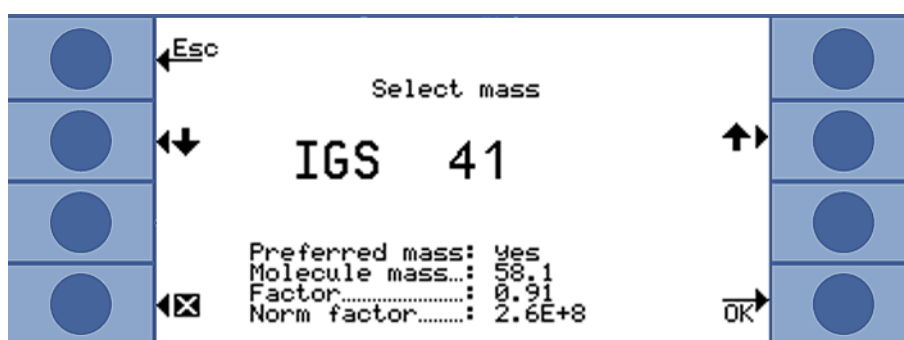 Esc
Select mass
IGS 41
Preferred mass: yes
Molecule mass…: 58.1
Factor……………………: 0.91
Norm factor………: 2.6E+8
OK